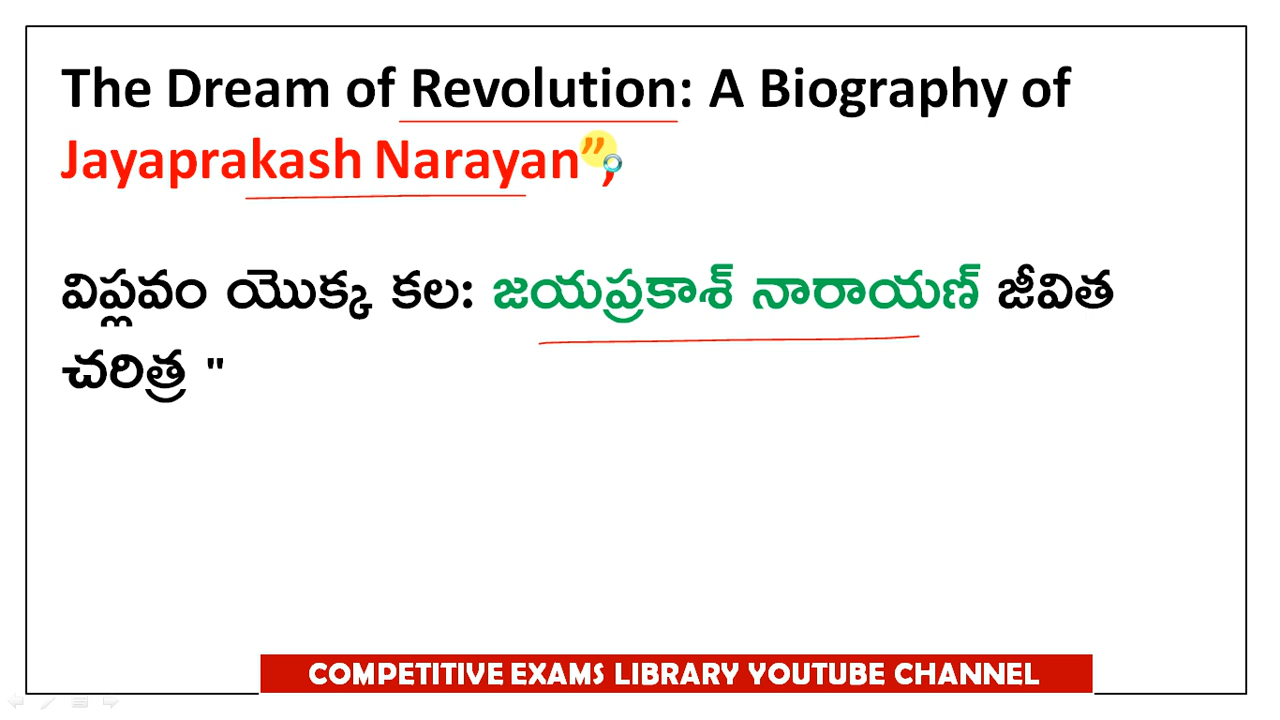 The Dream of Revolution: A Biography of
Jayaprakash Narayan”,
విప్లవం యొక్క కల: జయప్రకాశ్ నారాయణ్ జీవిత
చరిత్ర "
COMPETITIVE EXAMS LIBRARY YOUTUBE CHANNEL